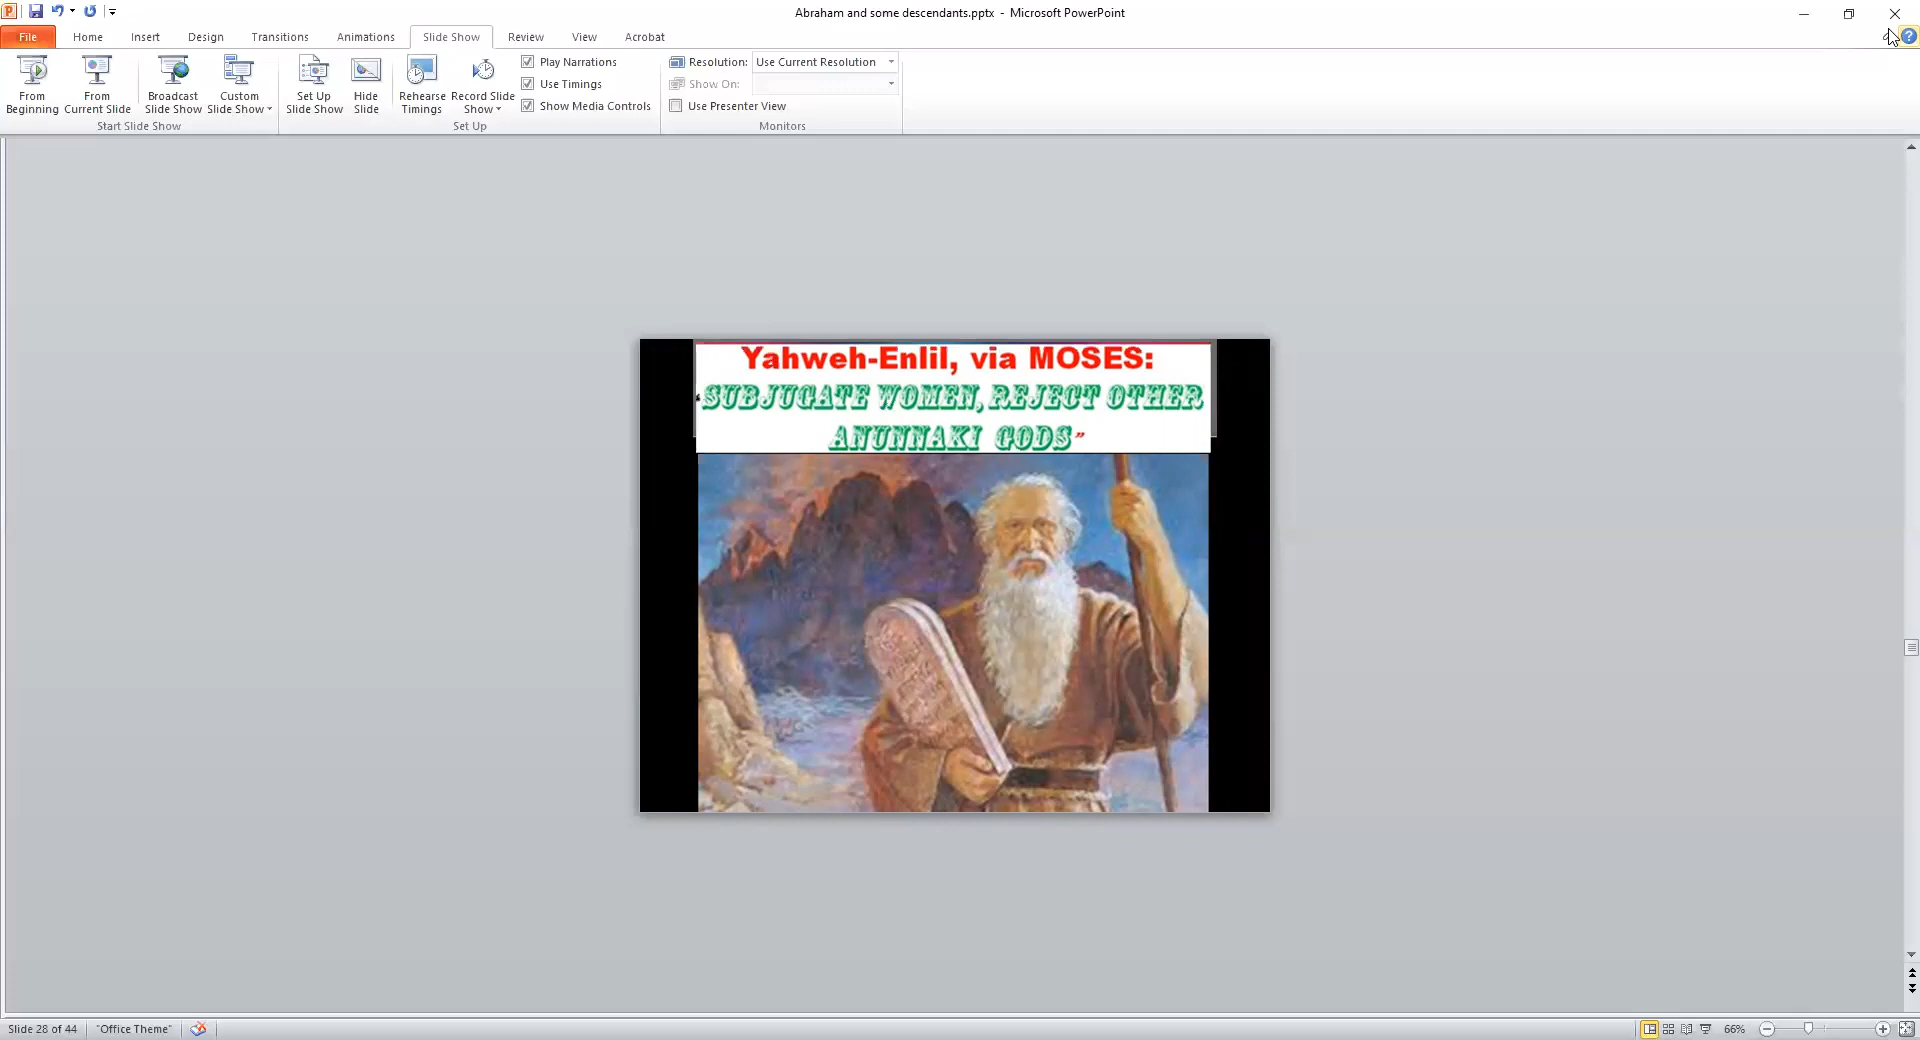 Abraham and some descendants.pptx - Microsoft PowerPoint
File Home Insert Design Transitions Animations Slide Show Review View Acrobat
From Beginning
From Current Slide
Broadcast Slide Show
Custom Slide Show
Set Up Slide Show
Hide Slide
Rehearse Timings
Record Slide Show
Play Narrations
Use Timings
Show Media Controls
Resolution: Use Current Resolution
Show On:
Use Presenter View
Start Slide Show
Set Up
Monitors
Yahweh-Enlil, via MOSES:
“SUBJUGATE WOMEN, REJECT OTHER
ANUNNAKI GODS”
Slide 28 of 44 "Office Theme" 66%